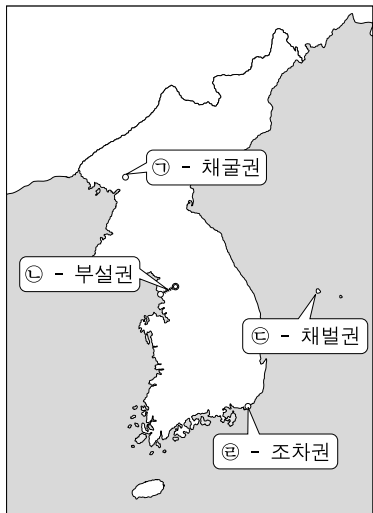 ㉠ - 채굴권
㉡ - 부설권
㉢ - 채벌권
㉣ - 조차권